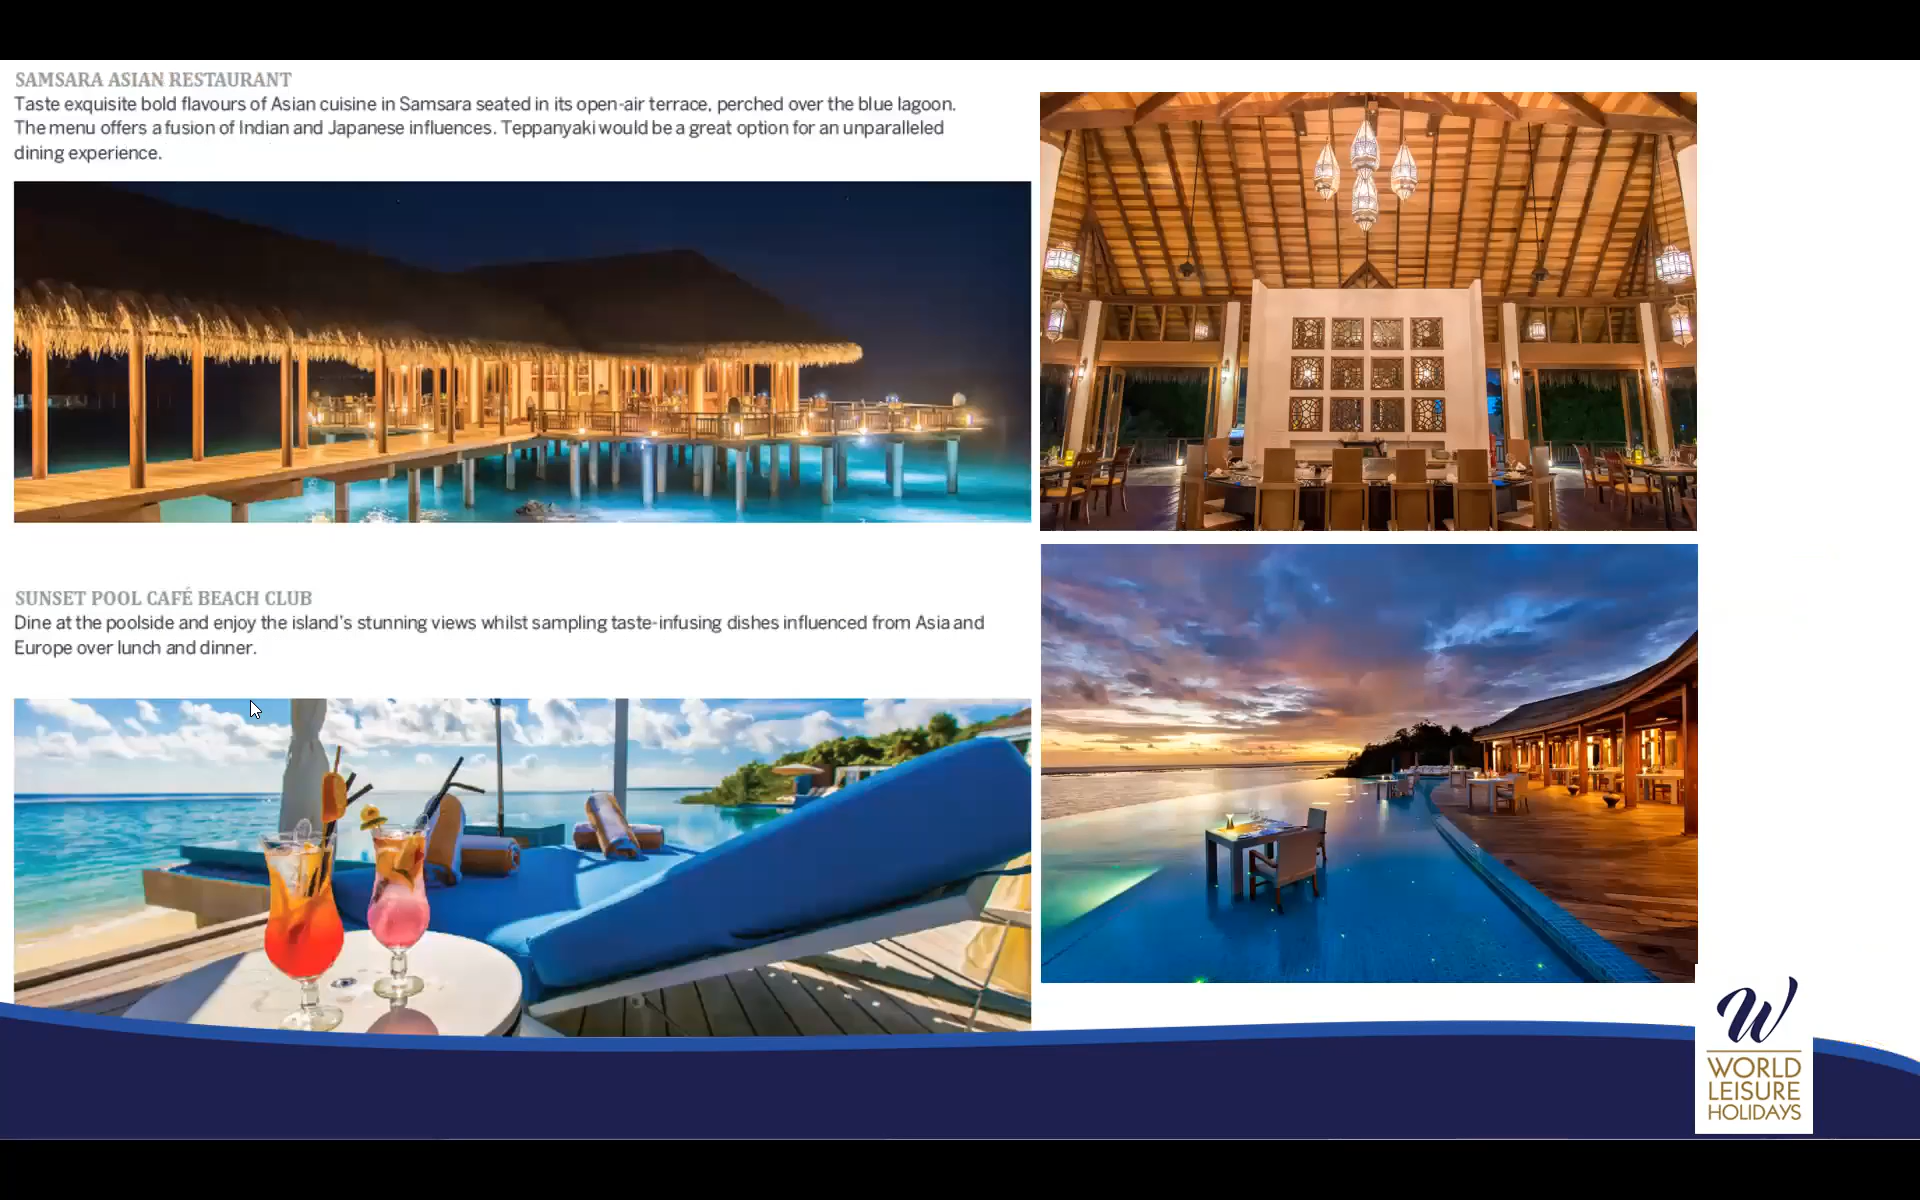 SAMSARA ASIAN RESTAURANT
Taste exquisite bold flavours of Asian cuisine in Samsara seated in its open-air terrace, perched over the blue lagoon.
The menu offers a fusion of Indian and Japanese influences. Teppanyaki would be a great option for an unparalleled
dining experience.
SUNSET POOL CAFÉ BEACH CLUB
Dine at the poolside and enjoy the island's stunning views whilst sampling taste-infusing dishes influenced from Asia and
Europe over lunch and dinner.
W
WORLD
LEISURE
HOLIDAYS